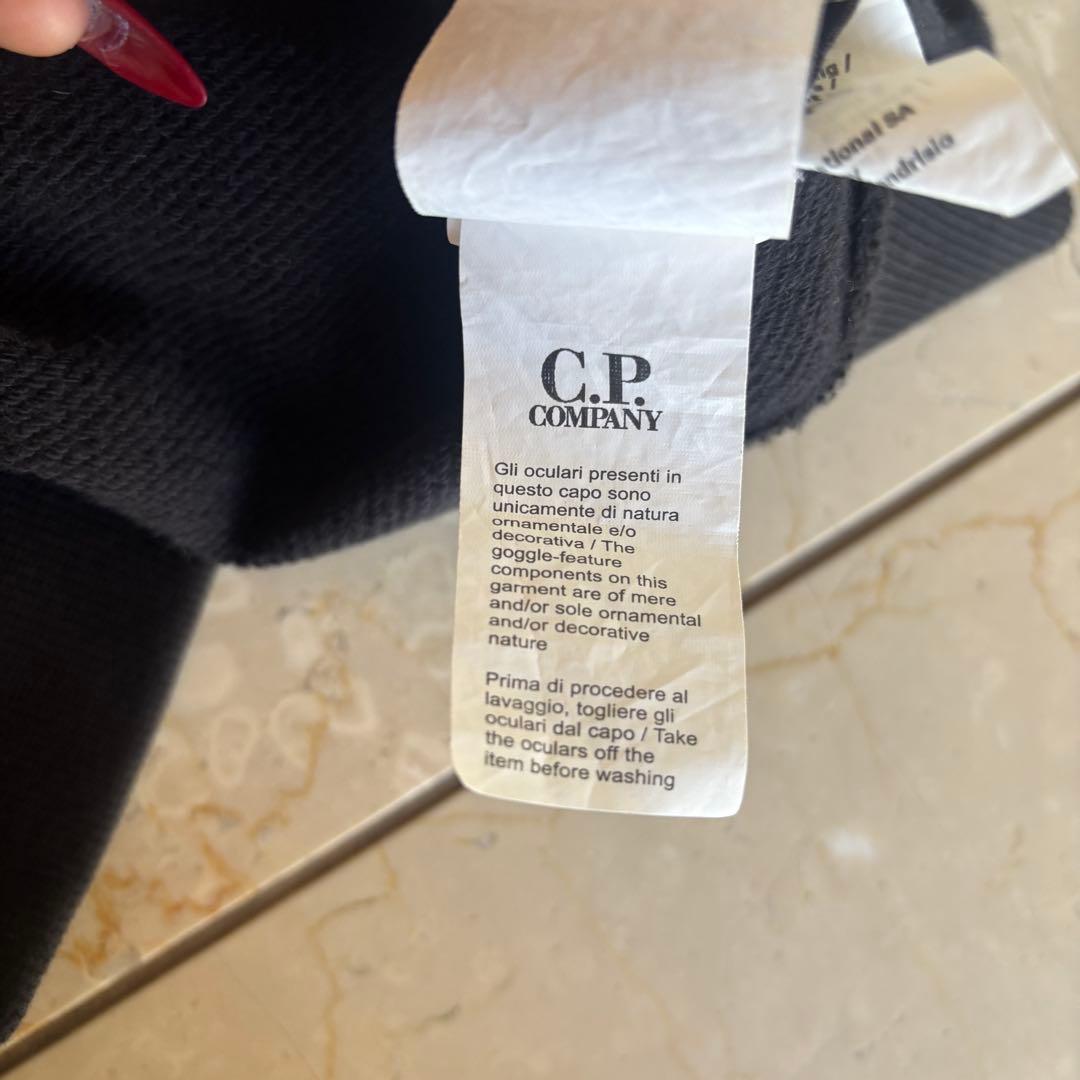 C.P.
COMPANY
Gli oculari presenti in
questo capo sono
unicamente di natura
ornamentale e/o
decorativa / The
goggle-feature
components on this
garment are of mere
and/or sole ornamental
and/or decorative
nature
Prima di procedere al
lavaggio, togliere gli
oculari dal capo / Take
the oculars off the
item before washing
SA